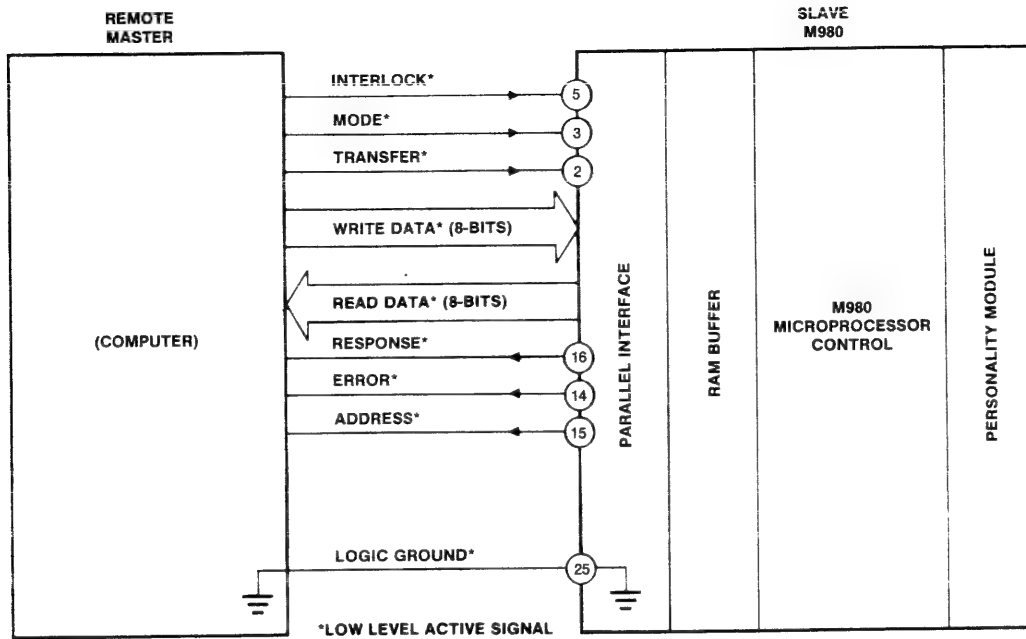 REMOTE
MASTER
SLAVE
M980
INTERLOCK*
5
MODE*
3
TRANSFER*
2
WRITE DATA* (8-BITS)
READ DATA* (8-BITS)
(COMPUTER)
RESPONSE*
16
ERROR*
14
ADDRESS*
15
PARALLEL INTERFACE
RAM BUFFER
M980
MICROPROCESSOR
CONTROL
PERSONALITY MODULE
LOGIC GROUND*
25
*LOW LEVEL ACTIVE SIGNAL